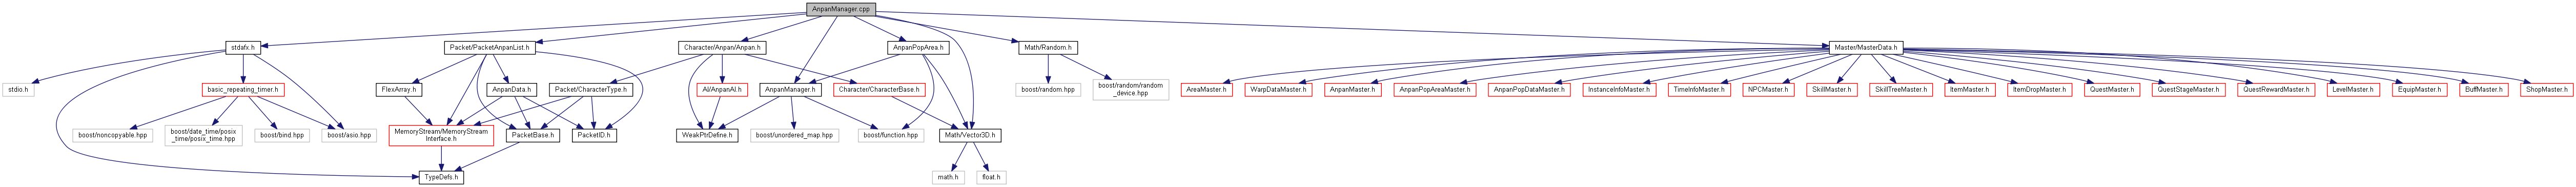 AnpanManager.cpp
stdafx.h
Packet/PacketAnpanList.h
Character/Anpan/Anpan.h
AnpanPopArea.h
Math/Random.h
Master/MasterData.h
stdio.h
basic_repeating_timer.h
FlexArray.h
AnpanData.h
Packet/CharacterType.h
AI/AnpanAI.h
AnpanManager.h
Character/CharacterBase.h
boost/random.hpp
boost/random/random
_device.hpp
AreaMaster.h
WarpDataMaster.h
AnpanMaster.h
AnpanPopAreaMaster.h
AnpanPopDataMaster.h
InstanceInfoMaster.h
TimeInfoMaster.h
NPCMaster.h
SkillMaster.h
SkillTreeMaster.h
ItemMaster.h
ItemDropMaster.h
QuestMaster.h
QuestStageMaster.h
QuestRewardMaster.h
LevelMaster.h
EquipMaster.h
BuffMaster.h
ShopMaster.h
boost/noncopyable.hpp
boost/date_time/posix
_time/posix_time.hpp
boost/bind.hpp
boost/asio.hpp
MemoryStream/MemoryStream
Interface.h
PacketBase.h
PacketID.h
WeakPtrDefine.h
boost/unordered_map.hpp
boost/function.hpp
Math/Vector3D.h
TypeDefs.h
math.h
float.h